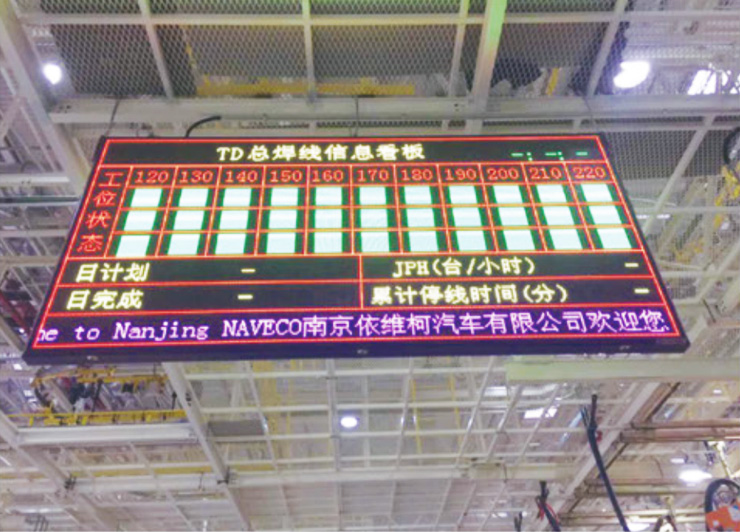 TD总焊线信息看板 -:-:-
工位状态 120 130 140 150 160 170 180 190 200 210 220
日计划 - JPH(台/小时) -
日完成 - 累计停线时间(分) -
me to Nanjing NAVECO南京依维柯汽车有限公司欢迎您